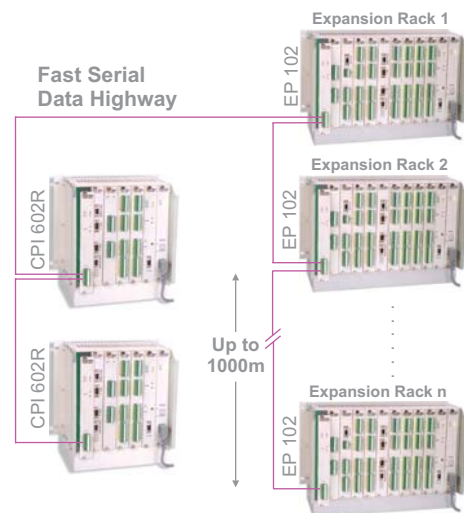 Expansion Rack 1
EP 102
Fast Serial
Data Highway
Expansion Rack 2
EP 102
CPI 602R
Up to
1000m
CPI 602R
Expansion Rack n
EP 102